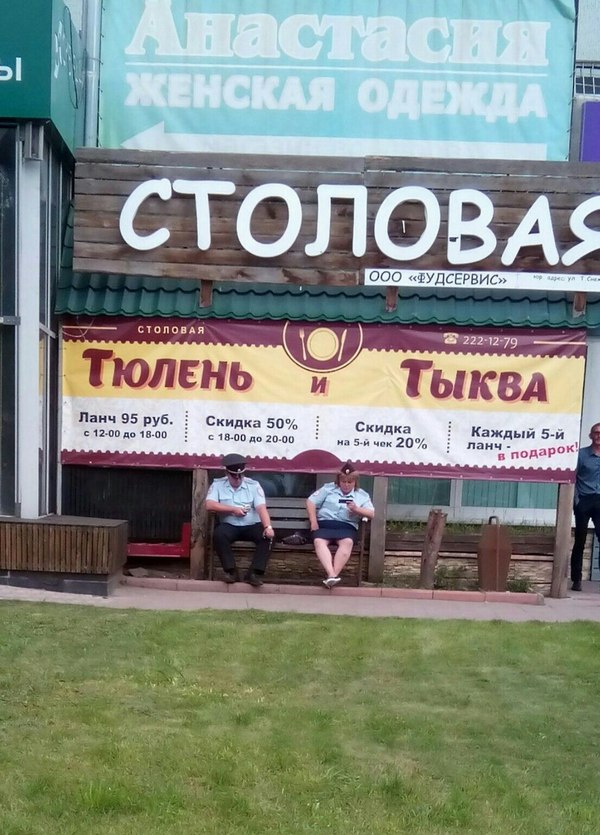 Анастасия
ЖЕНСКАЯ ОДЕЖДА
Ы
СТОЛОВАЯ
ООО «ФУДСЕРВИС»
СТОЛОВАЯ
222-12-79
Тюлень и Тыква
Ланч 95 руб.
с 12-00 до 18-00
Скидка 50%
с 18-00 до 20-00
Скидка
на 5-й чек 20%
Каждый 5-й
ланч -
в подарок!